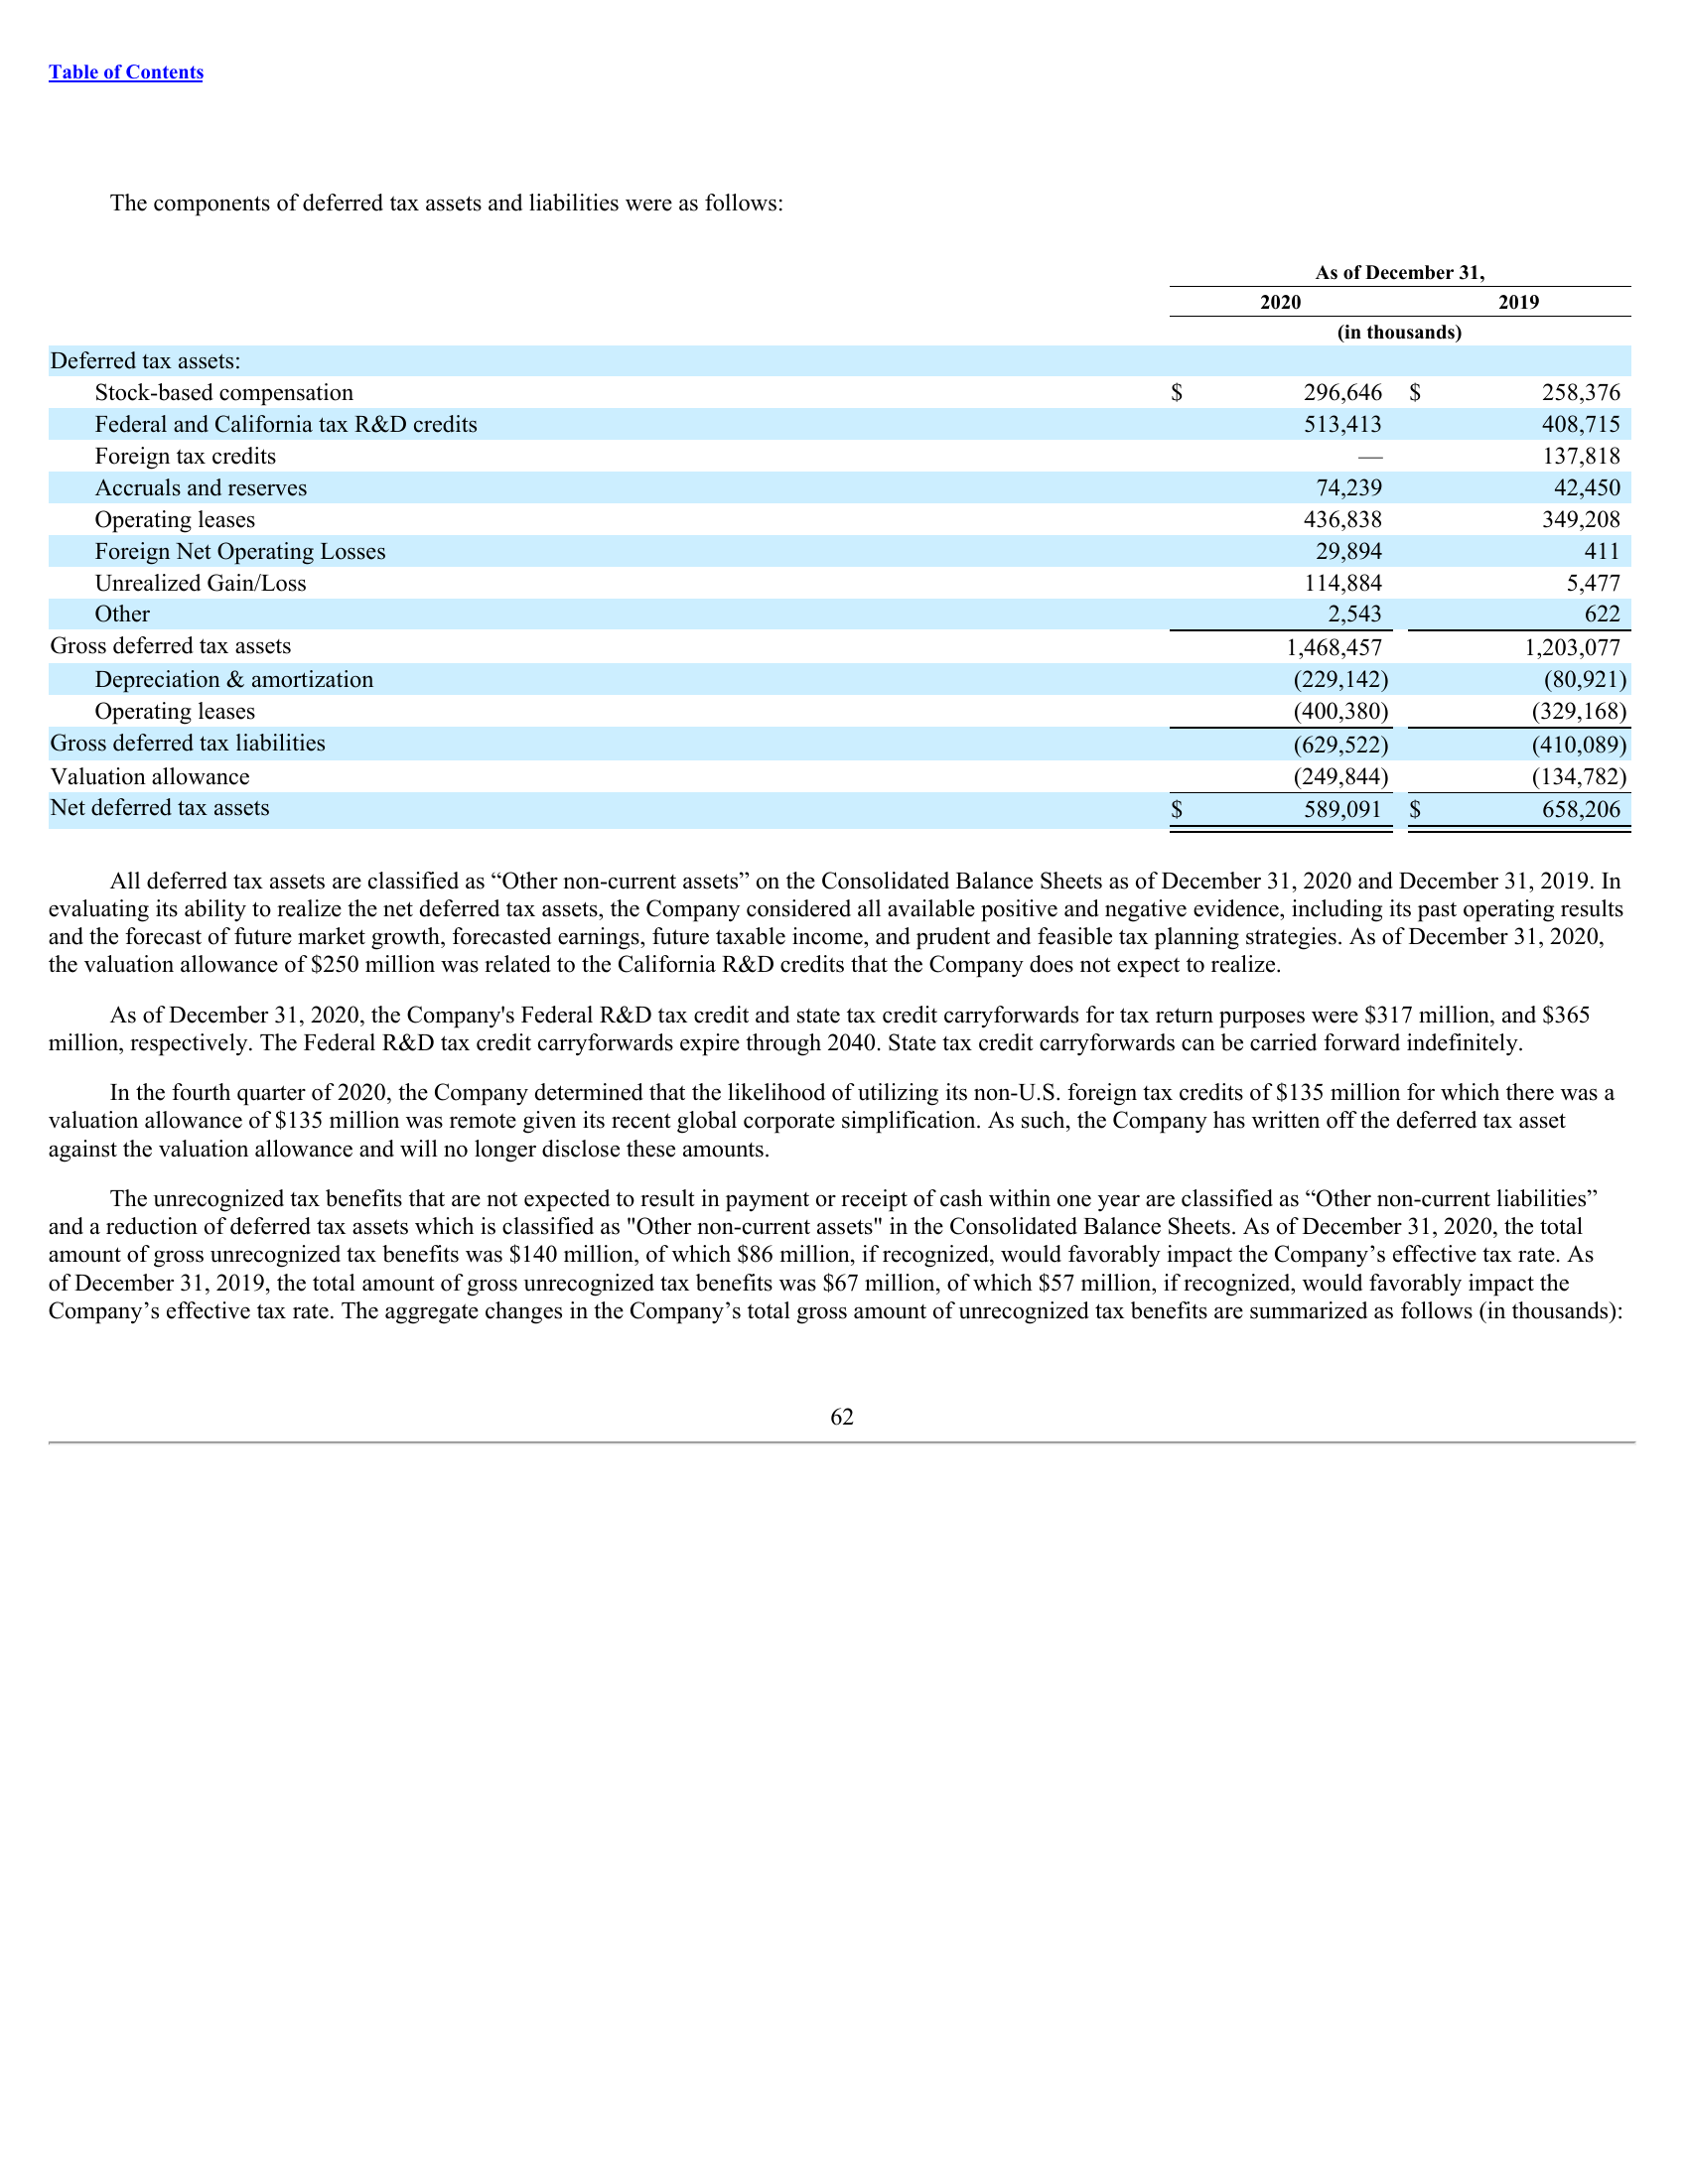 Table of Contents
The components of deferred tax assets and liabilities were as follows:
As of December 31,
2020 2019
(in thousands)
Deferred tax assets:
Stock-based compensation $ 296,646 $ 258,376
Federal and California tax R&D credits 513,413 408,715
Foreign tax credits — 137,818
Accruals and reserves 74,239 42,450
Operating leases 436,838 349,208
Foreign Net Operating Losses 29,894 411
Unrealized Gain/Loss 114,884 5,477
Other 2,543 622
Gross deferred tax assets 1,468,457 1,203,077
Depreciation & amortization (229,142) (80,921)
Operating leases (400,380) (329,168)
Gross deferred tax liabilities (629,522) (410,089)
Valuation allowance (249,844) (134,782)
Net deferred tax assets $ 589,091 $ 658,206
All deferred tax assets are classified as “Other non-current assets” on the Consolidated Balance Sheets as of December 31, 2020 and December 31, 2019. In
evaluating its ability to realize the net deferred tax assets, the Company considered all available positive and negative evidence, including its past operating results
and the forecast of future market growth, forecasted earnings, future taxable income, and prudent and feasible tax planning strategies. As of December 31, 2020,
the valuation allowance of $250 million was related to the California R&D credits that the Company does not expect to realize.
As of December 31, 2020, the Company's Federal R&D tax credit and state tax credit carryforwards for tax return purposes were $317 million, and $365
million, respectively. The Federal R&D tax credit carryforwards expire through 2040. State tax credit carryforwards can be carried forward indefinitely.
In the fourth quarter of 2020, the Company determined that the likelihood of utilizing its non-U.S. foreign tax credits of $135 million for which there was a
valuation allowance of $135 million was remote given its recent global corporate simplification. As such, the Company has written off the deferred tax asset
against the valuation allowance and will no longer disclose these amounts.
The unrecognized tax benefits that are not expected to result in payment or receipt of cash within one year are classified as “Other non-current liabilities”
and a reduction of deferred tax assets which is classified as "Other non-current assets" in the Consolidated Balance Sheets. As of December 31, 2020, the total
amount of gross unrecognized tax benefits was $140 million, of which $86 million, if recognized, would favorably impact the Company’s effective tax rate. As
of December 31, 2019, the total amount of gross unrecognized tax benefits was $67 million, of which $57 million, if recognized, would favorably impact the
Company’s effective tax rate. The aggregate changes in the Company’s total gross amount of unrecognized tax benefits are summarized as follows (in thousands):
62